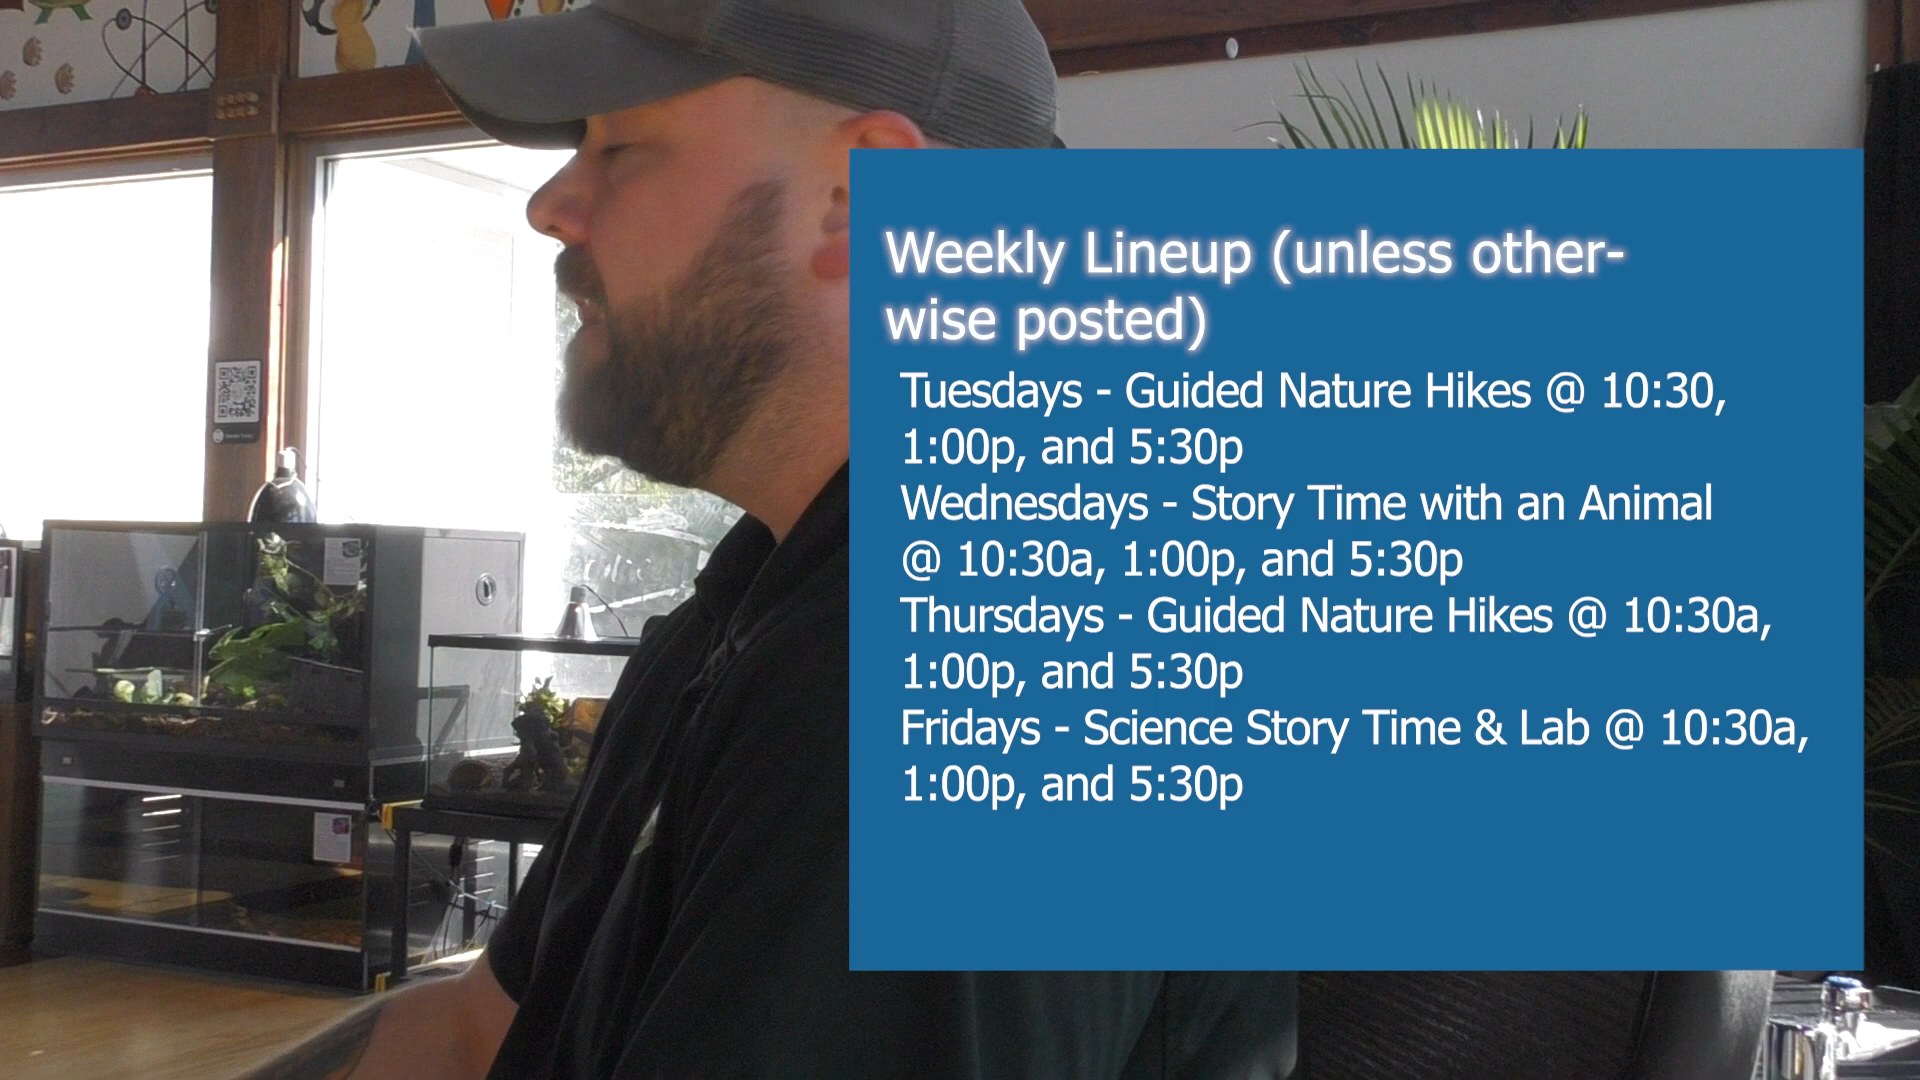 Weekly Lineup (unless other-
wise posted)
Tuesdays - Guided Nature Hikes @ 10:30,
1:00p, and 5:30p
Wednesdays - Story Time with an Animal
@ 10:30a, 1:00p, and 5:30p
Thursdays - Guided Nature Hikes @ 10:30a,
1:00p, and 5:30p
Fridays - Science Story Time & Lab @ 10:30a,
1:00p, and 5:30p